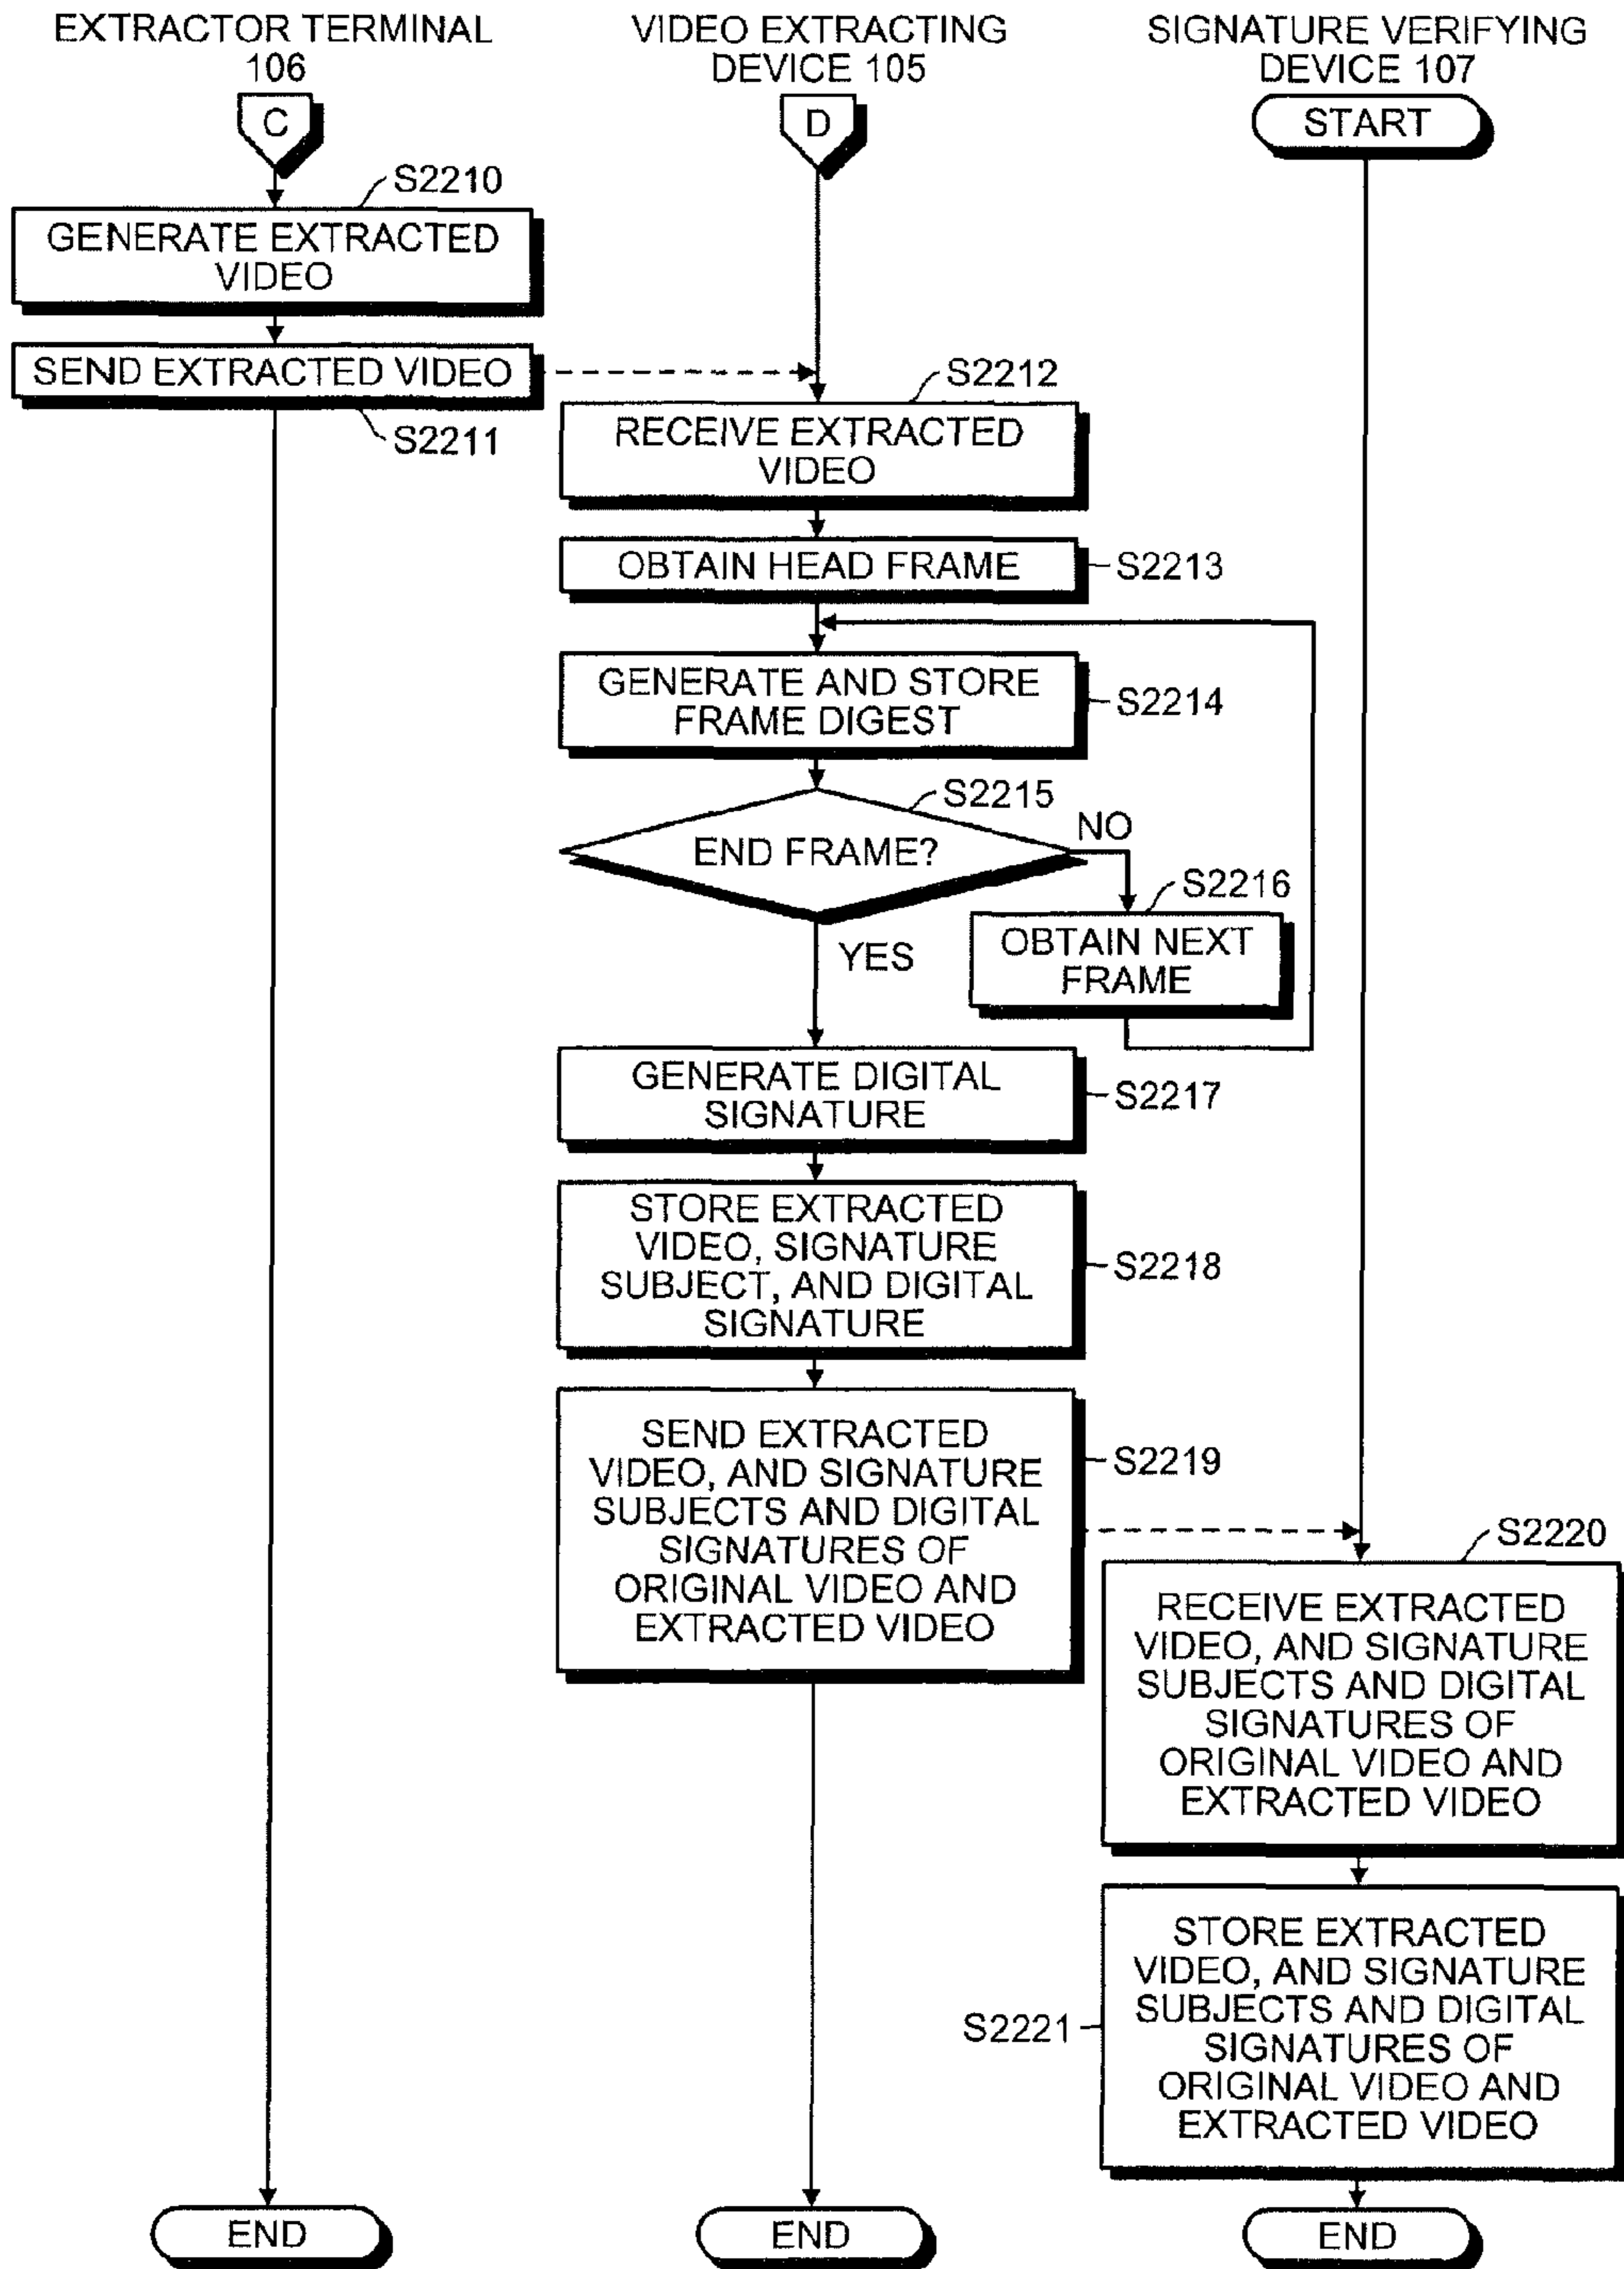 EXTRACTOR TERMINAL
106
VIDEO EXTRACTING
DEVICE 105
SIGNATURE VERIFYING
DEVICE 107
C
D
START
S2210
GENERATE EXTRACTED
VIDEO
SEND EXTRACTED VIDEO
S2211
S2212
RECEIVE EXTRACTED
VIDEO
OBTAIN HEAD FRAME
S2213
GENERATE AND STORE
FRAME DIGEST
S2214
S2215
END FRAME?
NO
S2216
OBTAIN NEXT
FRAME
YES
GENERATE DIGITAL
SIGNATURE
S2217
STORE EXTRACTED
VIDEO, SIGNATURE
SUBJECT, AND DIGITAL
SIGNATURE
S2218
SEND EXTRACTED
VIDEO, AND SIGNATURE
SUBJECTS AND DIGITAL
SIGNATURES OF
ORIGINAL VIDEO AND
EXTRACTED VIDEO
S2219
S2220
RECEIVE EXTRACTED
VIDEO, AND SIGNATURE
SUBJECTS AND DIGITAL
SIGNATURES OF
ORIGINAL VIDEO AND
EXTRACTED VIDEO
STORE EXTRACTED
VIDEO, AND SIGNATURE
SUBJECTS AND DIGITAL
SIGNATURES OF
ORIGINAL VIDEO AND
EXTRACTED VIDEO
S2221
END
END
END